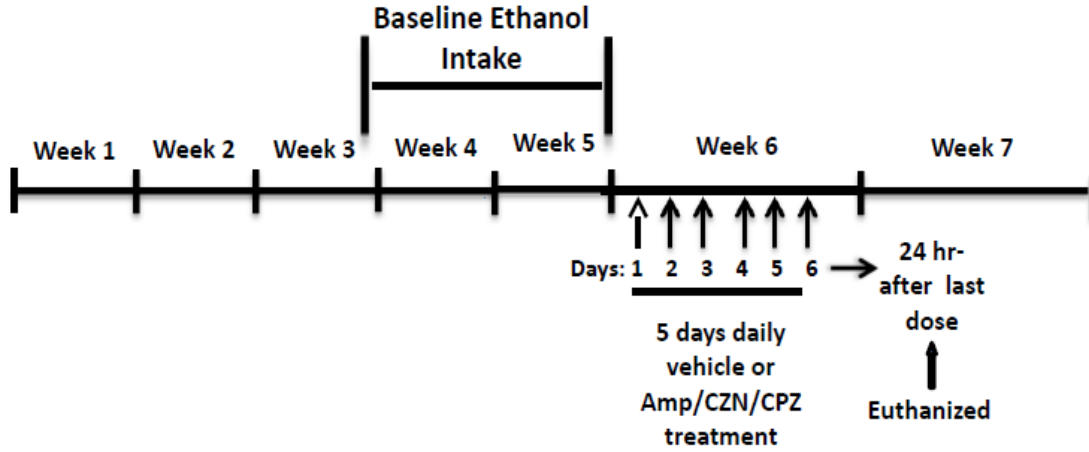 Baseline Ethanol
Intake
Week 1 Week 2 Week 3 Week 4 Week 5 Week 6 Week 7
Days: 1 2 3 4 5 6
24 hr-
after last
dose
5 days daily
vehicle or
Amp/CZN/CPZ
treatment
Euthanized